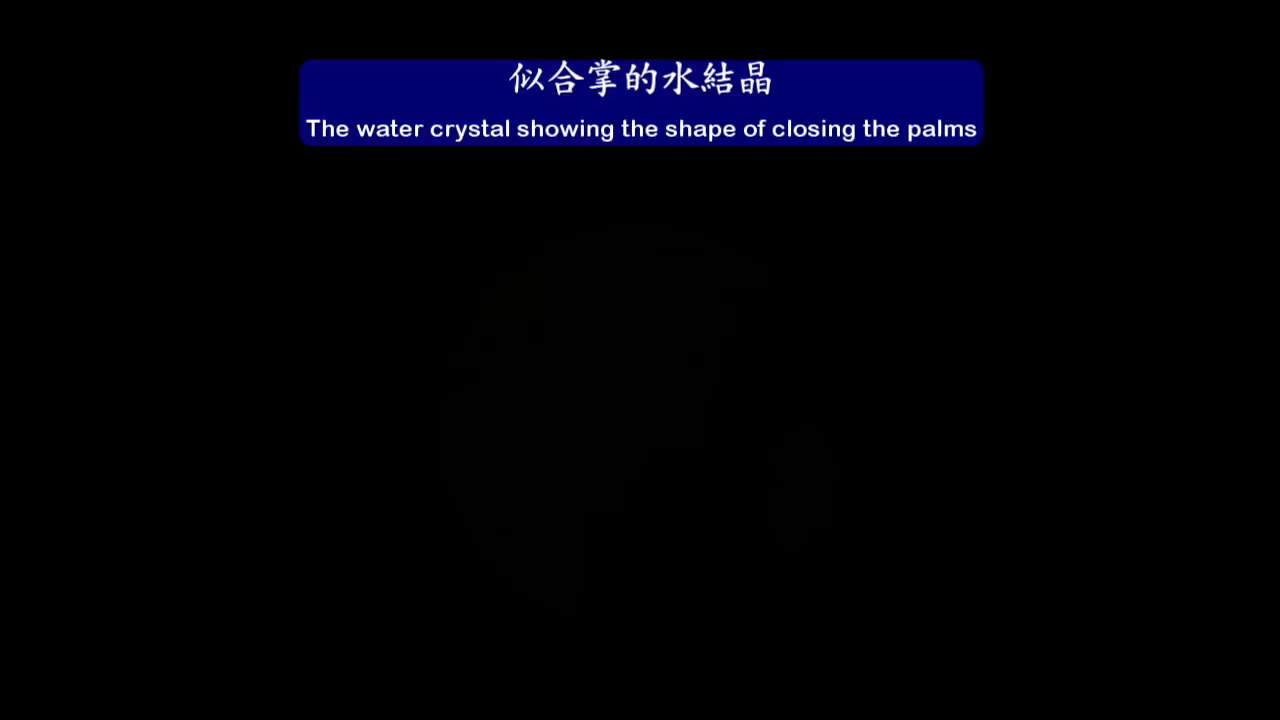 似合掌的水結晶
The water crystal showing the shape of closing the palms